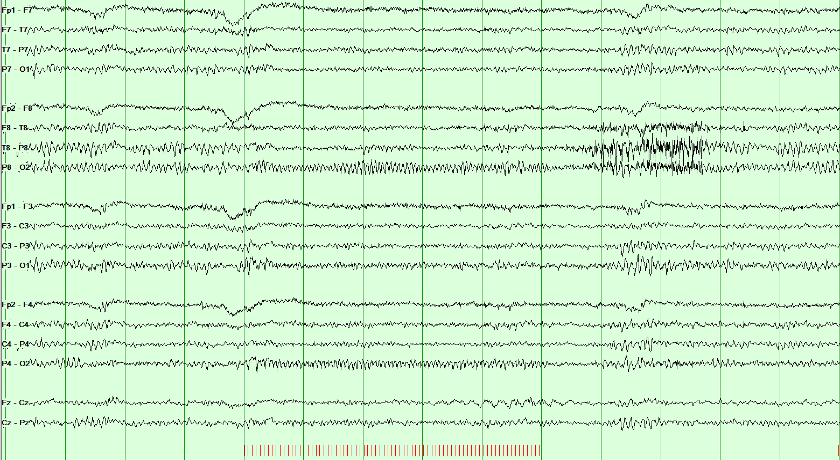 Fp1 - F7
F7 - T7
T7 - P7
P7 - O1
Fp2 - F8
F8 - T8
T8 - P8
P8 - O2
Fp1 - F3
F3 - C3
C3 - P3
P3 - O1
Fp2 - F4
F4 - C4
C4 - P4
P4 - O2
Fz - Cz
Cz - Pz